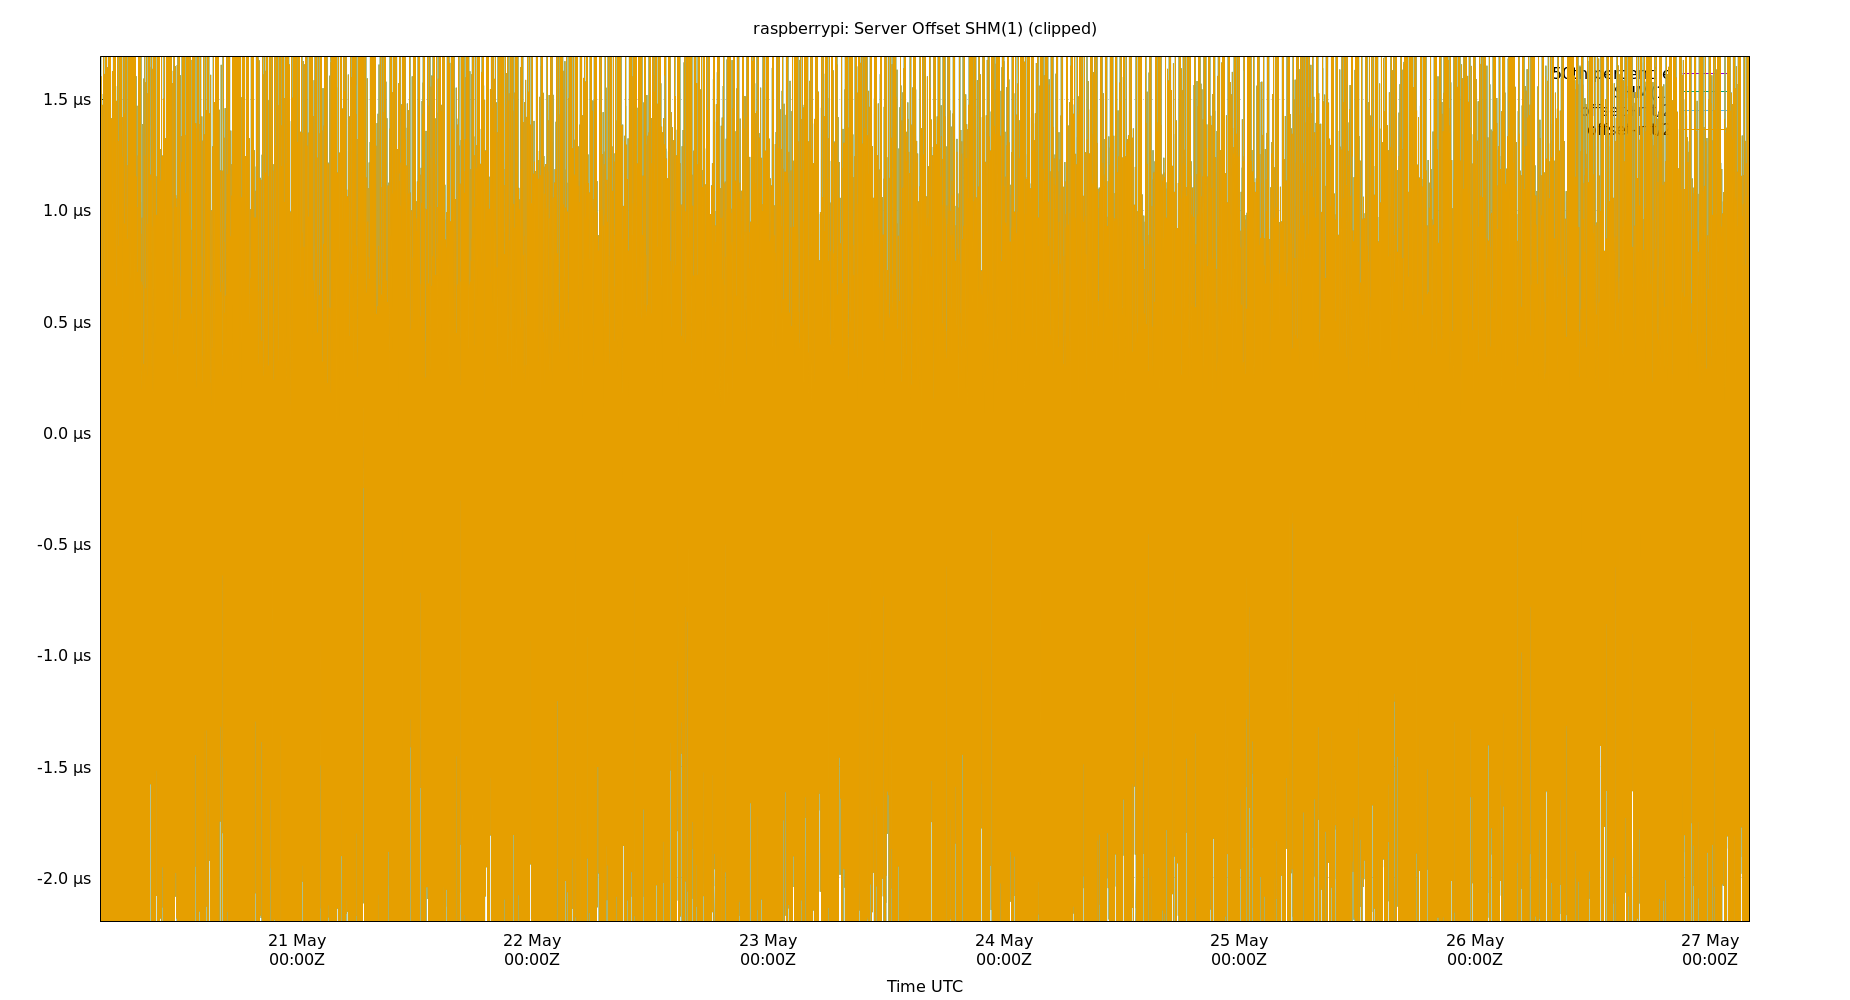 raspberrypi: Server Offset SHM(1) (clipped)
1.5 µs
1.0 µs
0.5 µs
0.0 µs
-0.5 µs
-1.0 µs
-1.5 µs
-2.0 µs
21 May 22 May 23 May 24 May 25 May 26 May 27 May
00:00Z 00:00Z 00:00Z 00:00Z 00:00Z 00:00Z 00:00Z
Time UTC